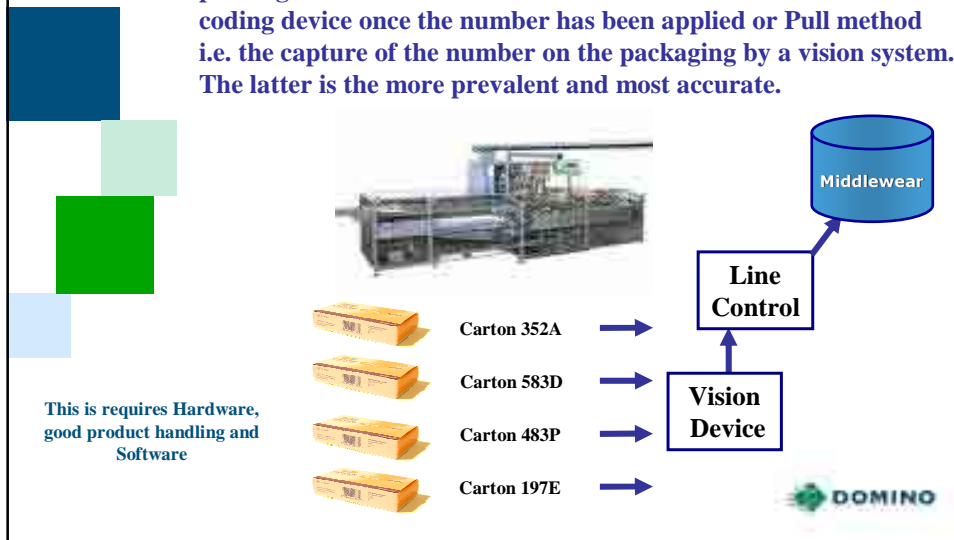 coding device once the number has been applied or Pull method
i.e. the capture of the number on the packaging by a vision system.
The latter is the more prevalent and most accurate.
Middlewear
Line
Control
Carton 352A
Carton 583D
Vision
Device
This is requires Hardware,
good product handling and
Software
Carton 483P
Carton 197E
DOMINO